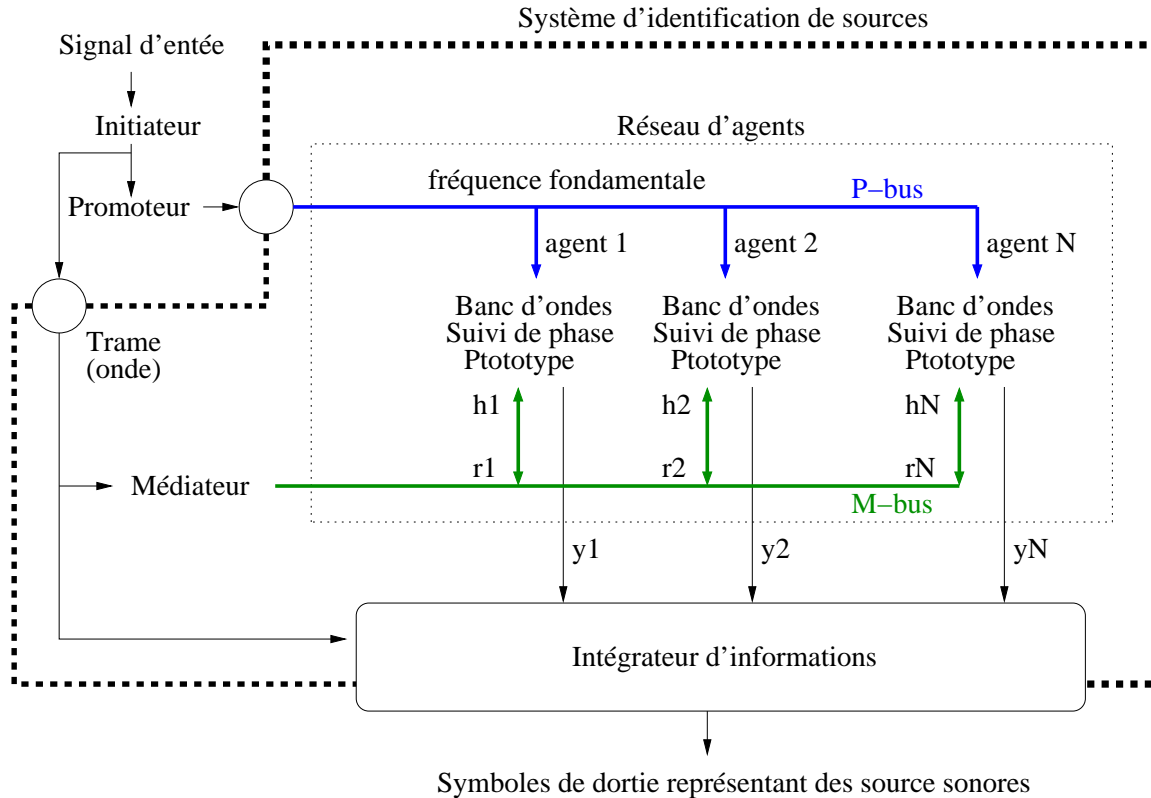 Système d’identification de sources
Signal d’entée
Initiateur
Réseau d’agents
Promoteur
fréquence fondamentale
P−bus
agent 1
agent 2
agent N
Banc d’ondes
Suivi de phase
Ptototype
Banc d’ondes
Suivi de phase
Ptototype
Banc d’ondes
Suivi de phase
Ptototype
Trame
(onde)
h1
h2
hN
r1
r2
rN
Médiateur
M−bus
y1
y2
yN
Intégrateur d’informations
Symboles de dortie représentant des source sonores